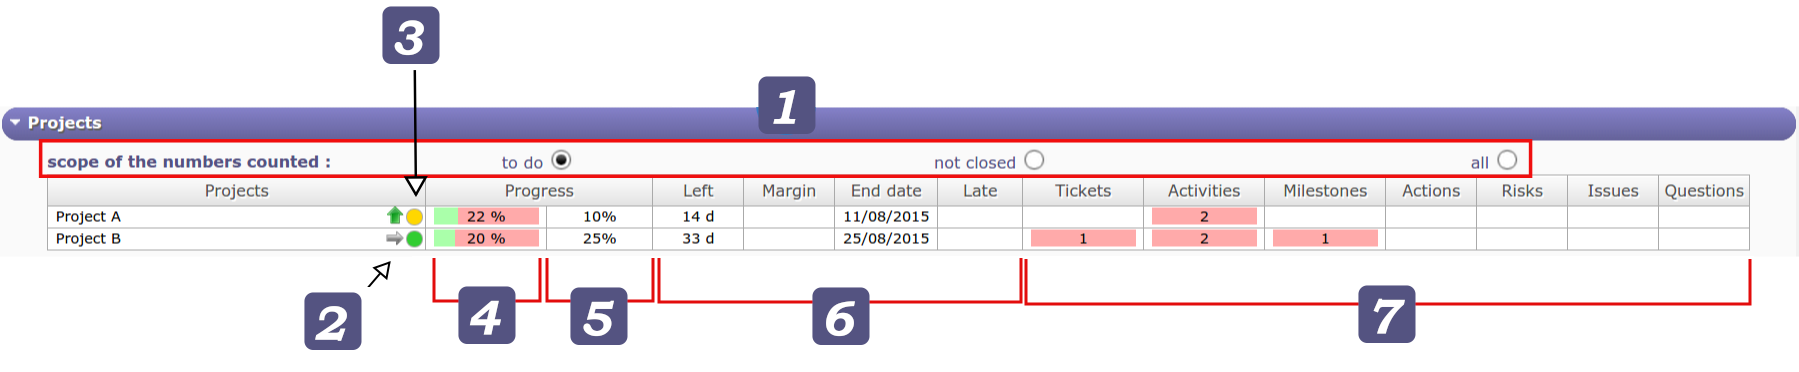 3
1
Projects
scope of the numbers counted : to do not closed all
Projects Progress Left Margin End date Late Tickets Activities Milestones Actions Risks Issues Questions
Project A 22 % 10% 14 d 11/08/2015 2
Project B 20 % 25% 33 d 25/08/2015 1 2 1
2 4 5 6 7